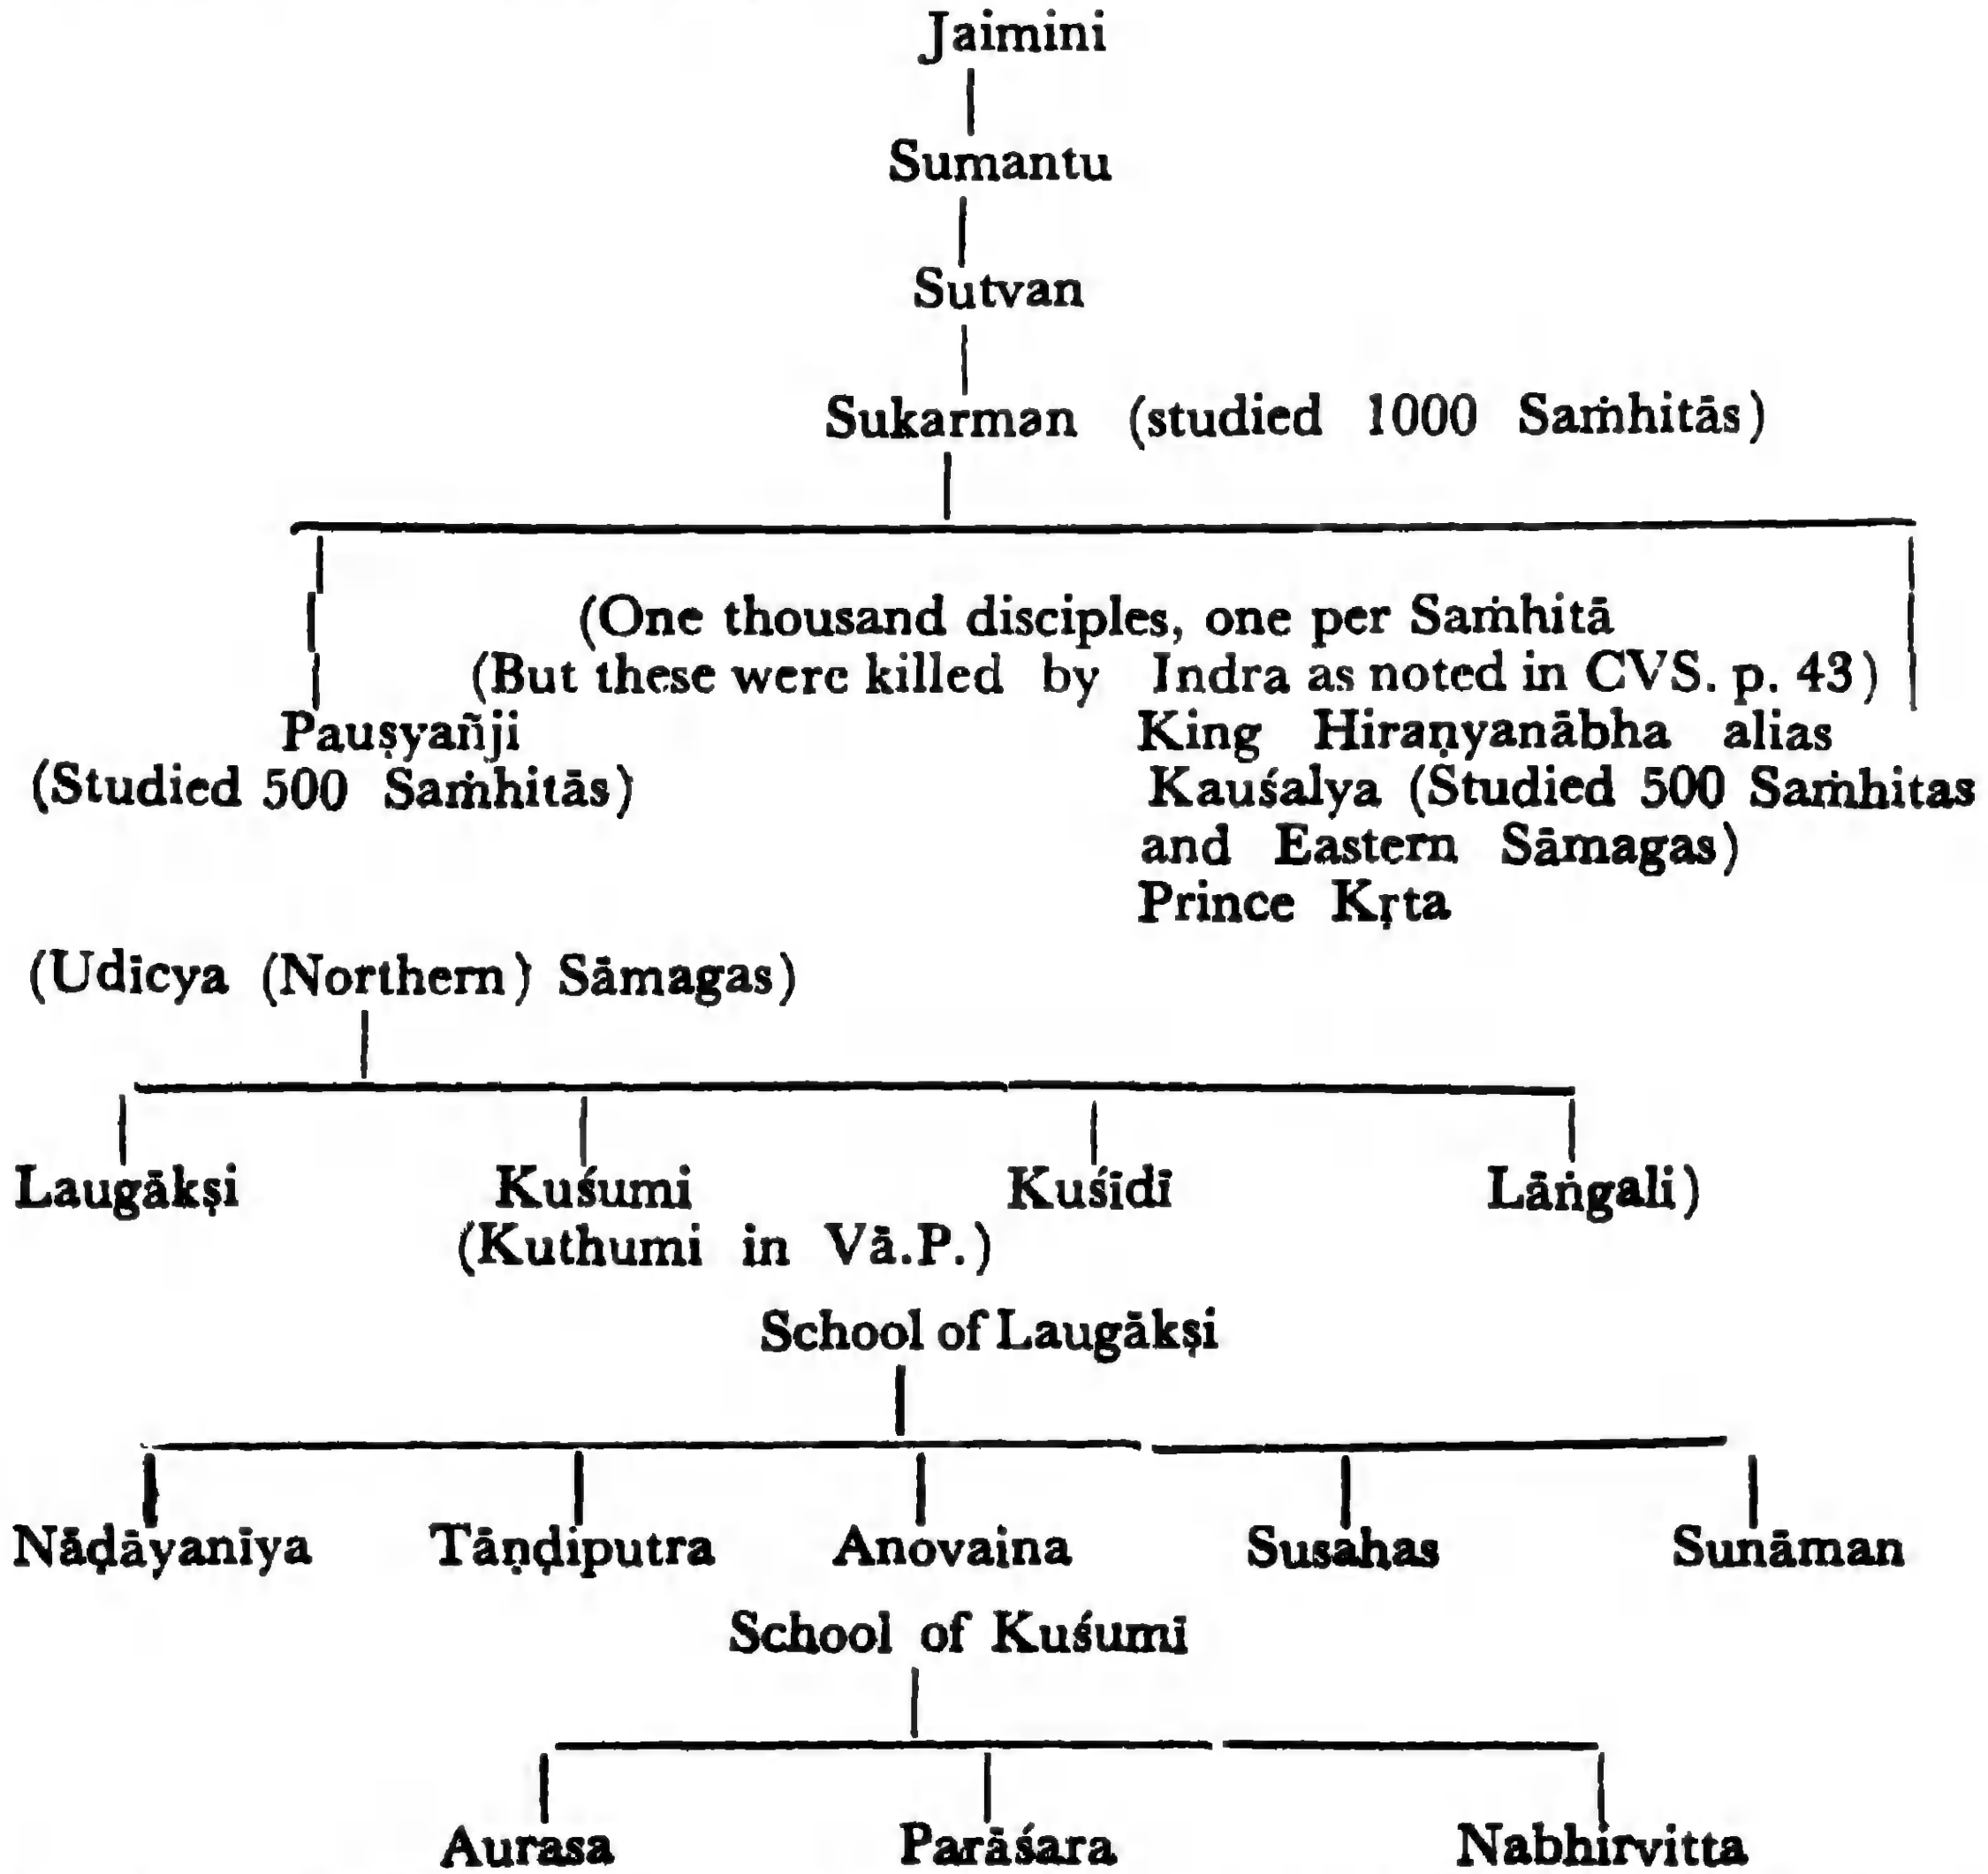 Jaimini
Sumantu
Sutvan
Sukarman (studied 1000 Saṁhitās)
(One thousand disciples, one per Saṁhitā
(But these were killed by Indra as noted in CVS. p. 43)
Pauṣyañji
(Studied 500 Saṁhitās)
King Hiraṇyanābha alias
Kauśalya (Studied 500 Saṁhitas
and Eastern Sāmagas)
Prince Kṛta
(Udīcya (Northern) Sāmagas)
Laugākṣi Kuśumi Kuśīdī Lāṅgali)
(Kuthumi in Vā.P.)
School of Laugākṣi
Nāḍāyaniya Tāṇḍiputra Anovaina Susahas Sunāman
School of Kuśumi
Aurasa Parāśara Nabhirvitta